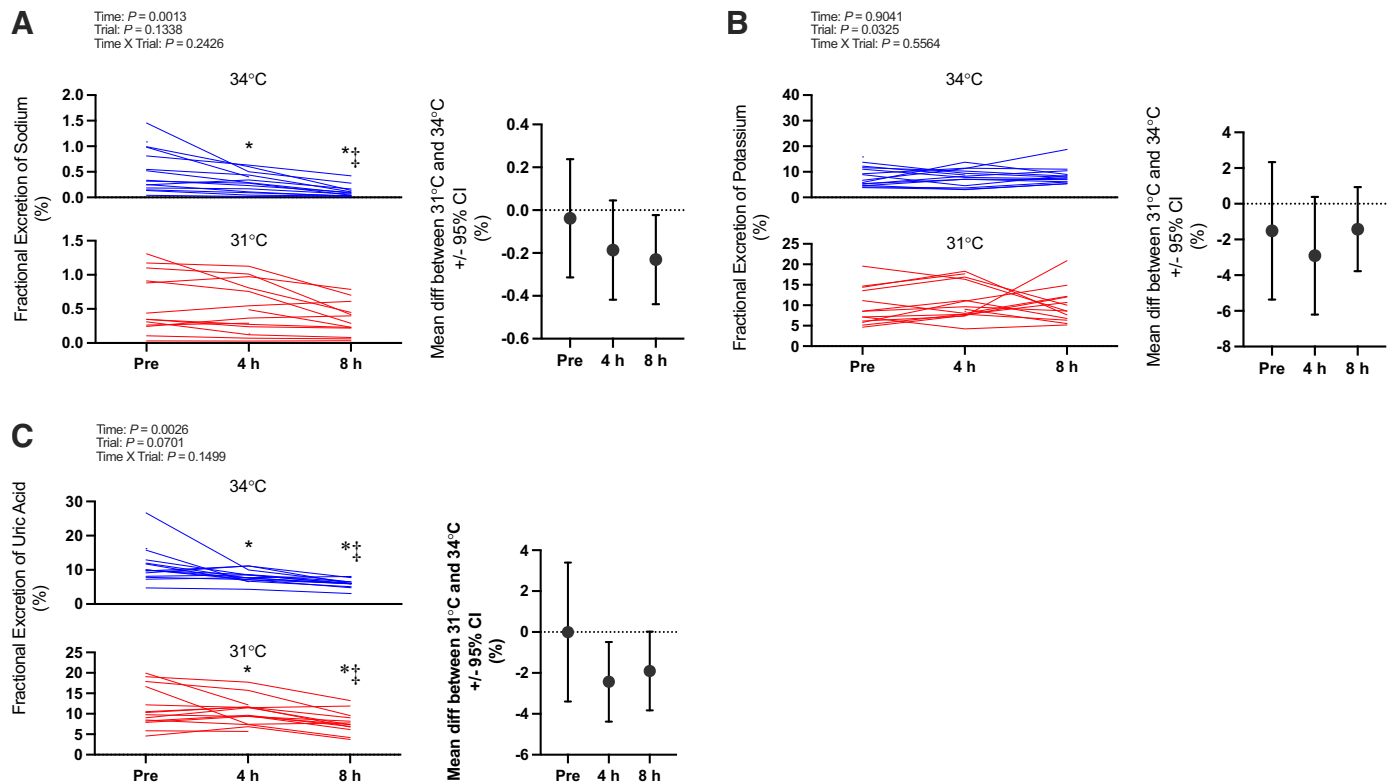 A
Time: P = 0.0013
Trial: P = 0.1338
Time X Trial: P = 0.2426
Fractional Excretion of Sodium
(%)
34°C
2.0
1.5
1.0
0.5
0.0
*
*‡
31°C
1.5
1.0
0.5
0.0
Pre 4 h 8 h
Mean diff between 31°C and 34°C
+/- 95% CI
(%)
0.4
0.2
0.0
-0.2
-0.4
-0.6
Pre 4 h 8 h
B
Time: P = 0.9041
Trial: P = 0.0325
Time X Trial: P = 0.5564
Fractional Excretion of Potassium
(%)
34°C
40
30
20
10
0
31°C
25
20
15
10
5
0
Pre 4 h 8 h
Mean diff between 31°C and 34°C
+/- 95% CI
(%)
4
2
0
-2
-4
-6
-8
Pre 4 h 8 h
C
Time: P = 0.0026
Trial: P = 0.0701
Time X Trial: P = 0.1499
Fractional Excretion of Uric Acid
(%)
34°C
30
20
10
0
*
*‡
31°C
25
20
15
10
5
0
*
*‡
Pre 4 h 8 h
Mean diff between 31°C and 34°C
+/- 95% CI
(%)
4
2
0
-2
-4
-6
Pre 4 h 8 h